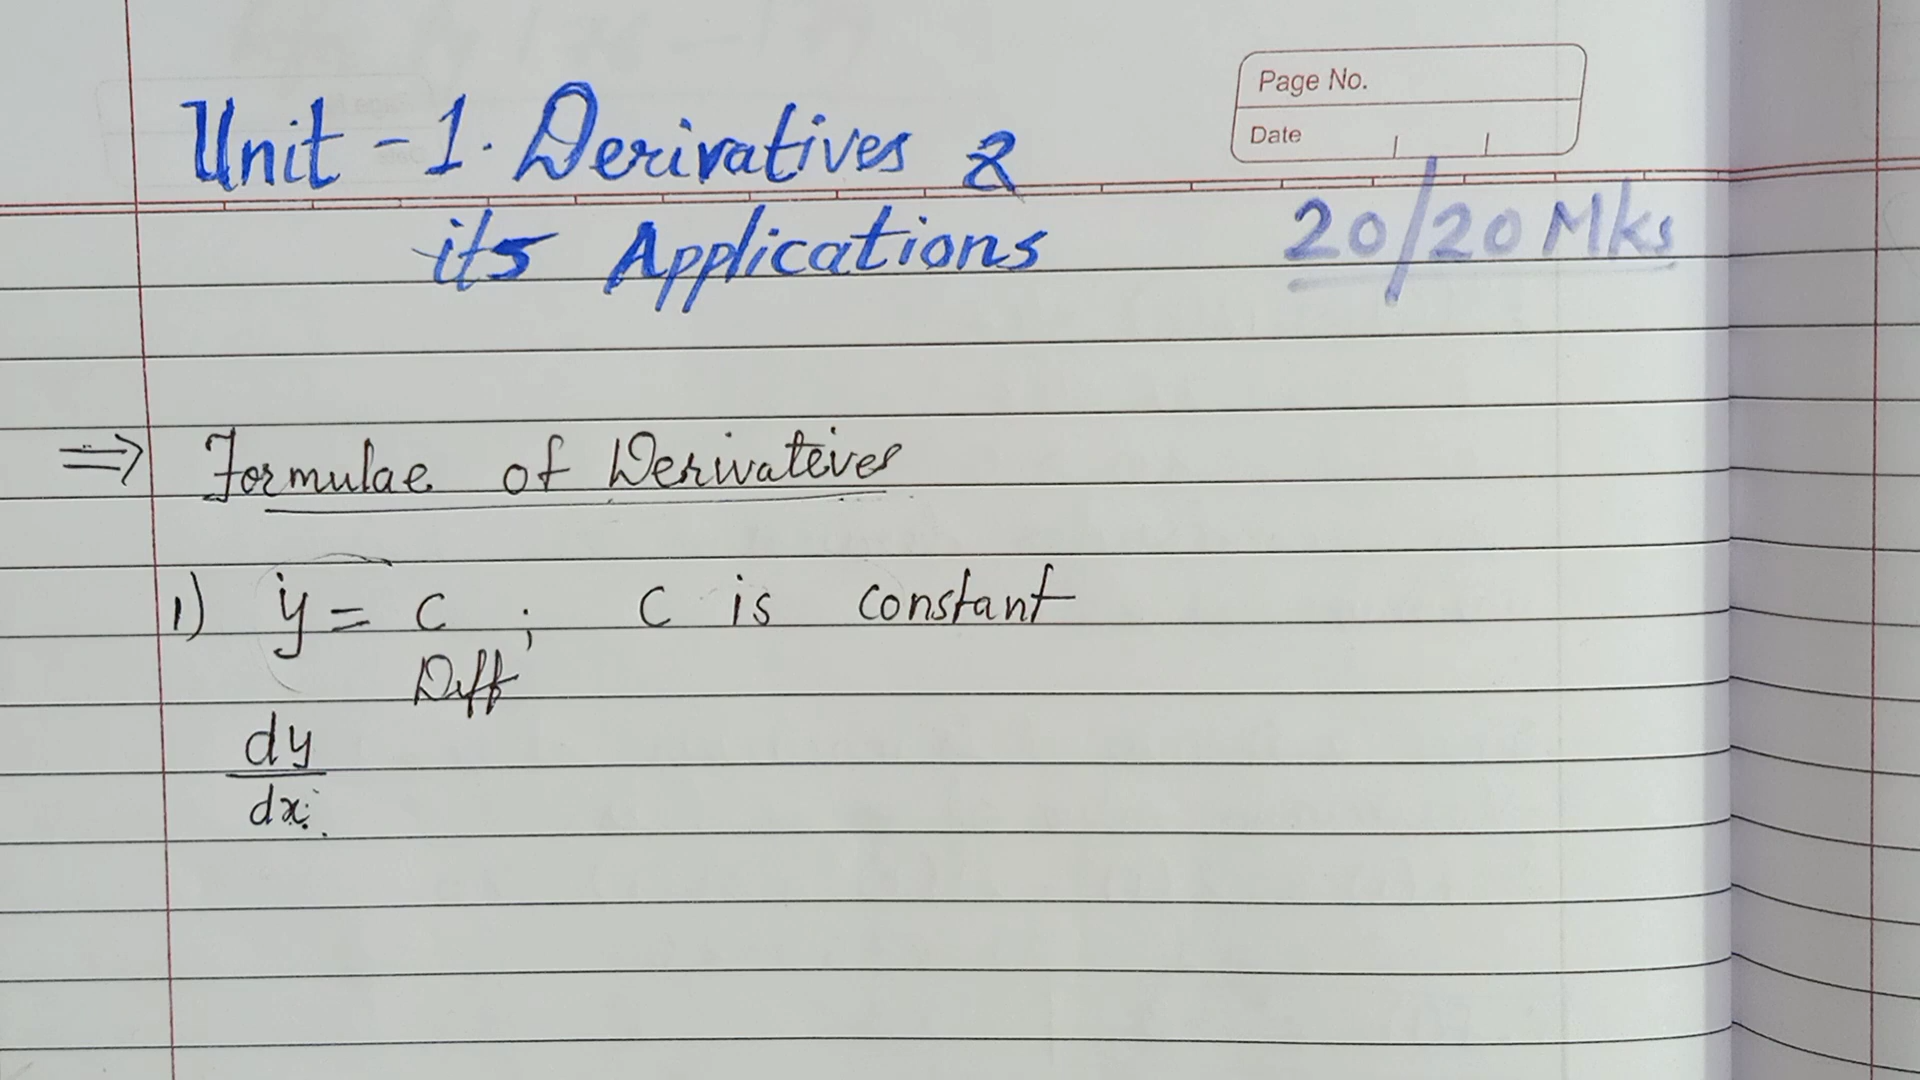 Page No.
Date
Unit - 1. Derivatives &
its Applications
20/20 Mks
⇒ Formulae of Derivatives
1) y = c ; c is constant
Diff
dy
dx